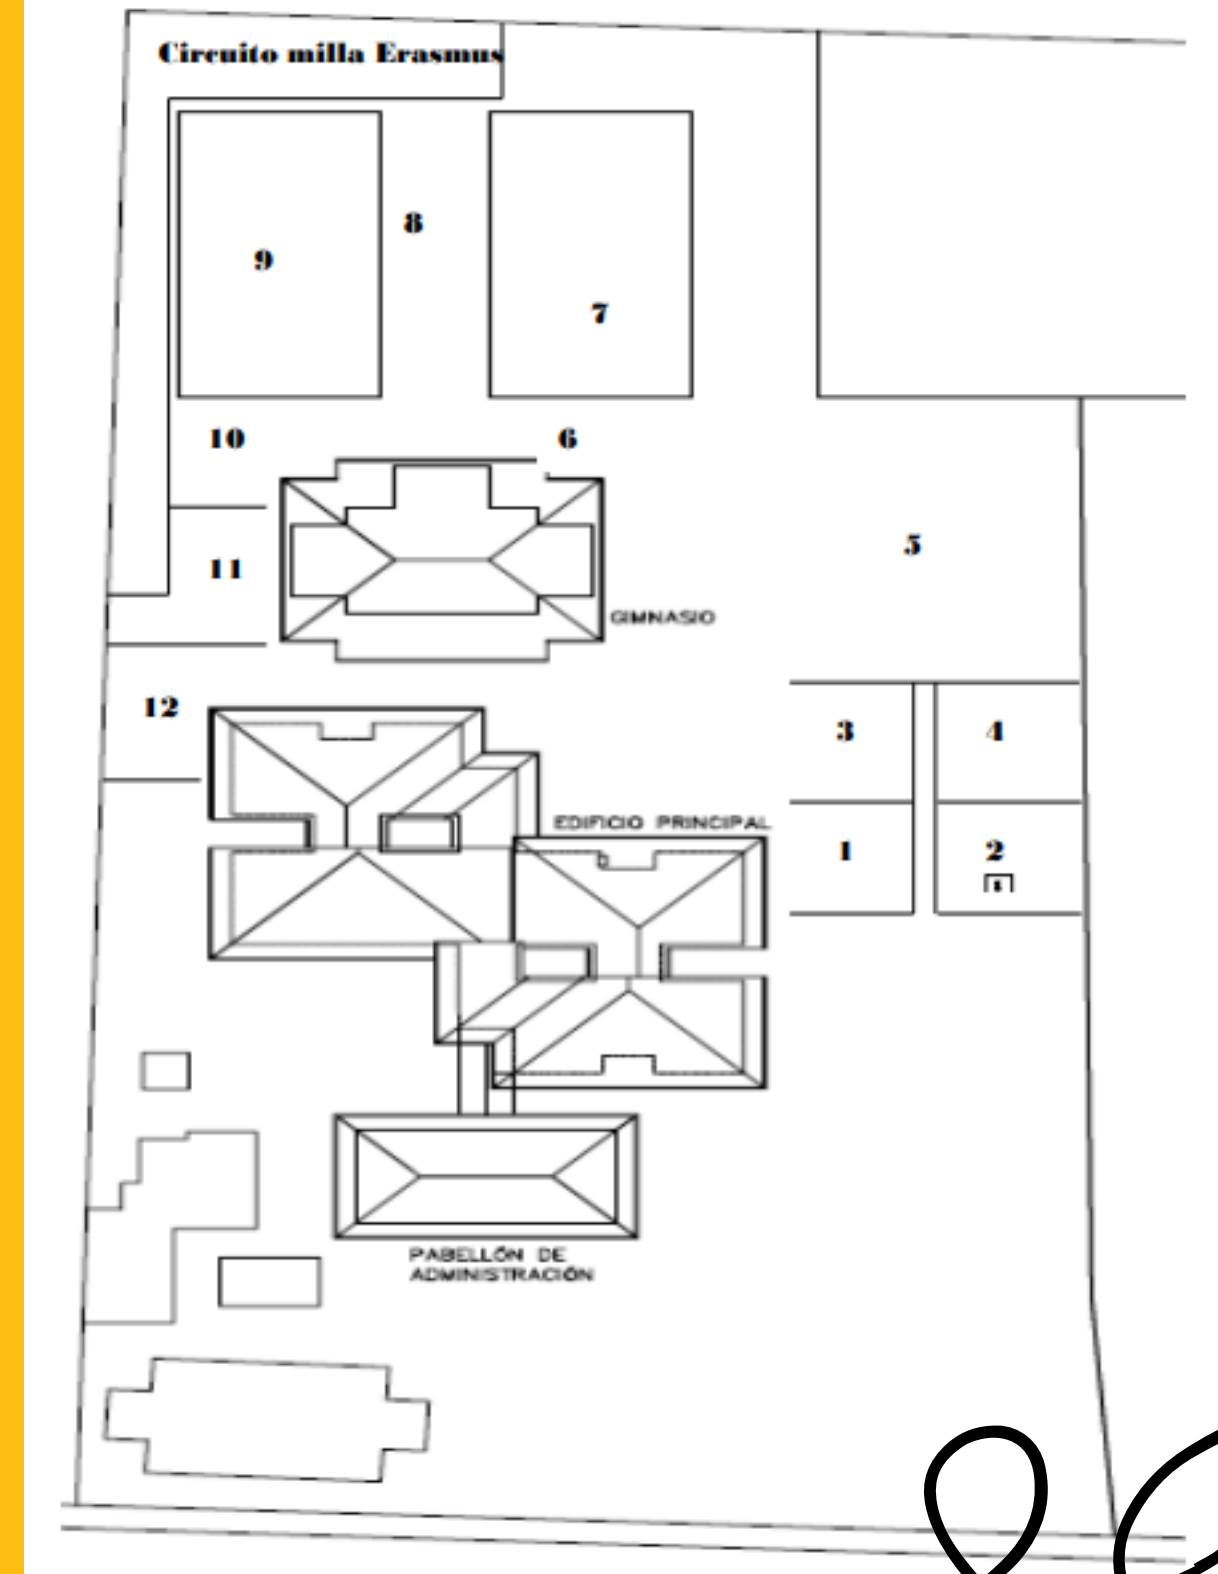 Circuito milla Erasmus
8
9
7
10
6
5
11
GIMNASIO
12
3
4
EDIFICIO PRINCIPAL
1
2
PABELLÓN DE
ADMINISTRACIÓN